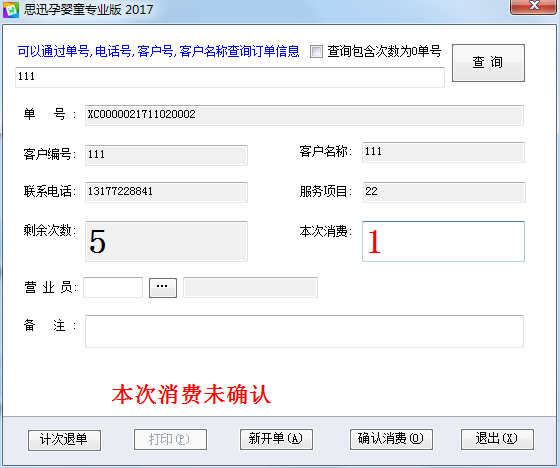 思迅孕婴童专业版 2017
可以通过单号,电话号,客户号,客户名称查询订单信息 查询包含次数为0单号 查 询
111
单 号 : XC0000021711020002
客户编号: 111 客户名称: 111
联系电话: 13177228841 服务项目: 22
剩余次数: 5 本次消费: 1
营 业 员: ...
备 注 :
本次消费未确认
计次退单 打印(P) 新开单(A) 确认消费(O) 退出(X)